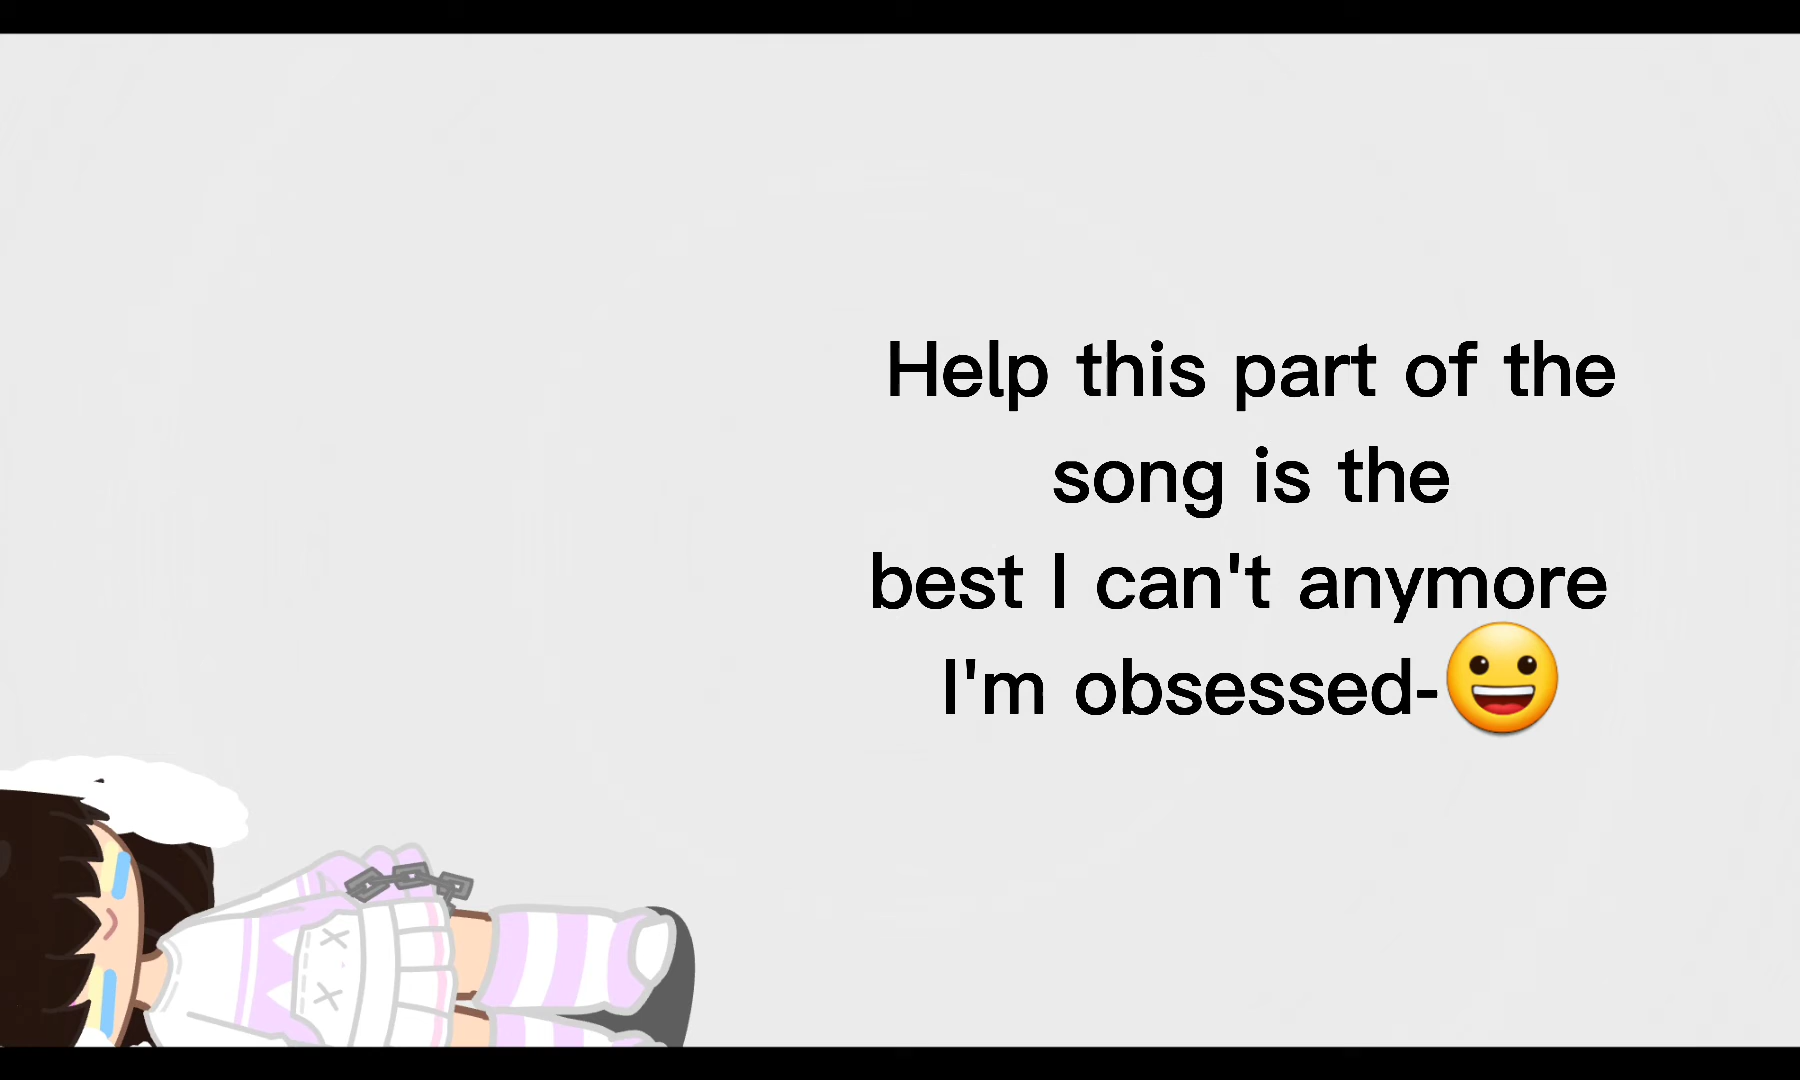 Help this part of the
song is the
best I can't anymore
I'm obsessed-😀